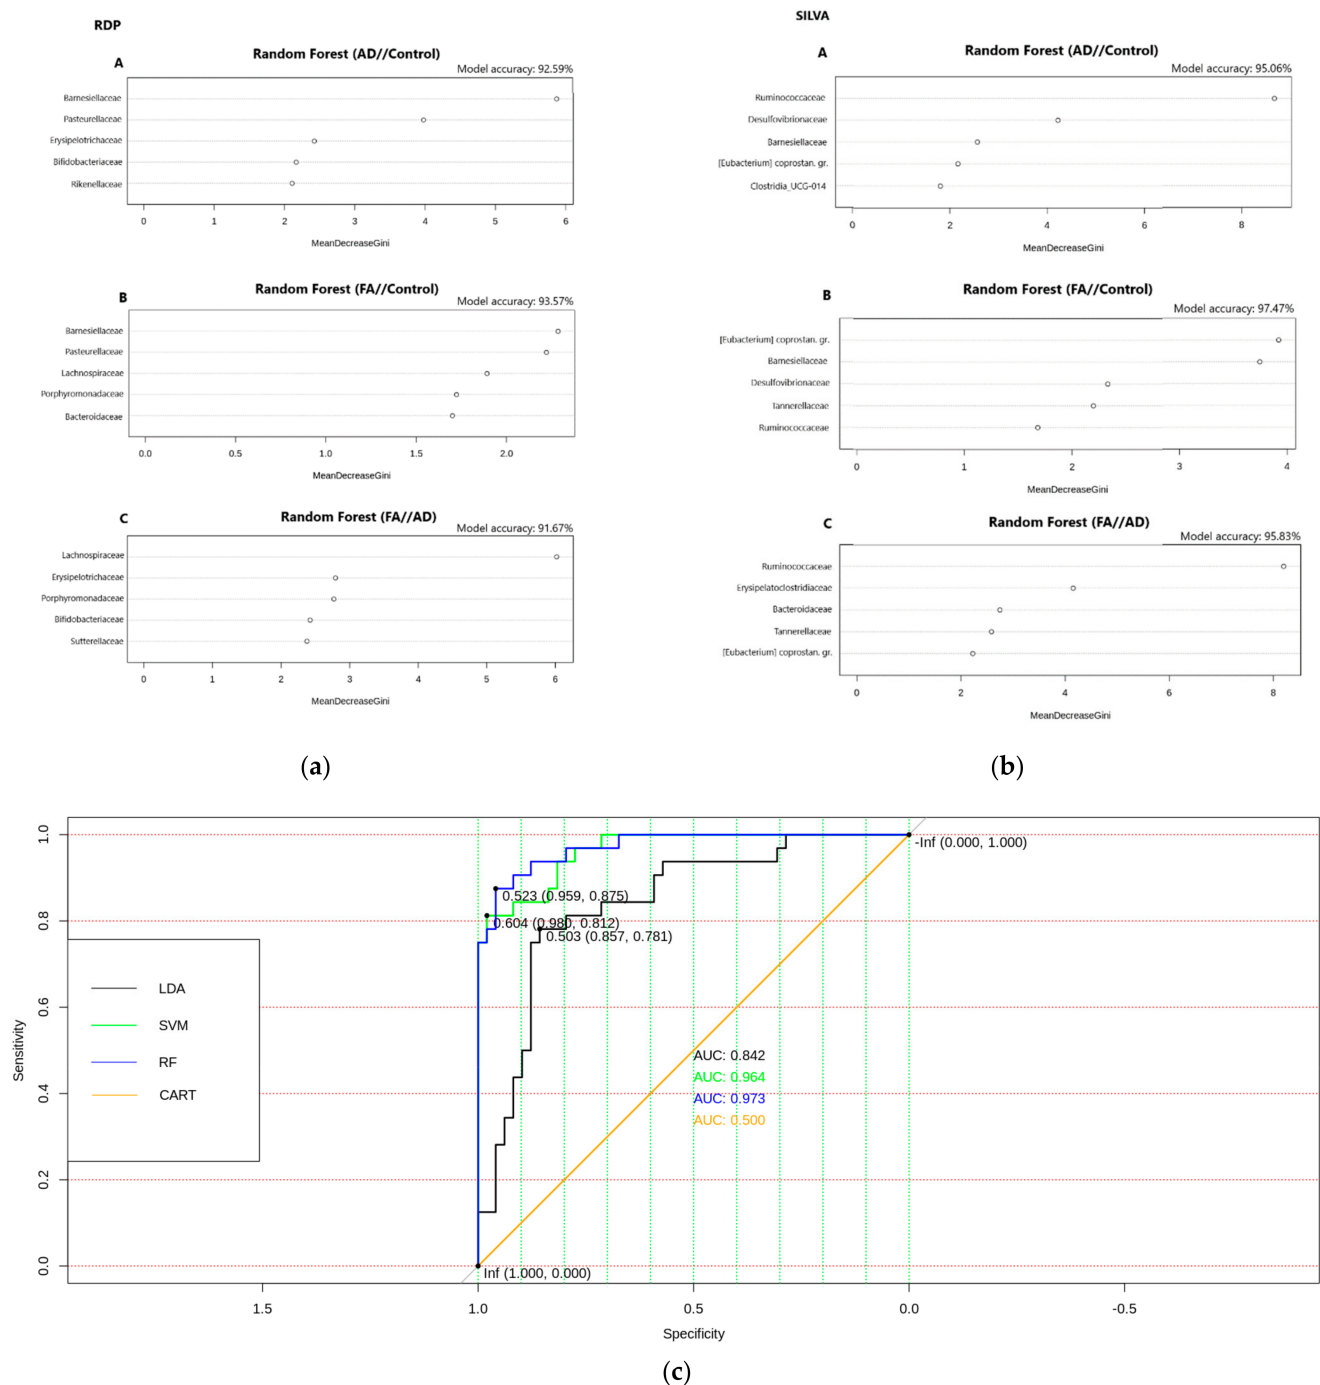 RDP
A
Random Forest (AD//Control)
Model accuracy: 92.59%
Barnesiellaceae
Pasteurellaceae
Erysipelotrichaceae
Bifidobacteriaceae
Rikenellaceae
0 1 2 3 4 5 6
MeanDecreaseGini
B
Random Forest (FA//Control)
Model accuracy: 93.57%
Barnesiellaceae
Pasteurellaceae
Lachnospiraceae
Porphyromonadaceae
Bacteroidaceae
0.0 0.5 1.0 1.5 2.0
MeanDecreaseGini
C
Random Forest (FA//AD)
Model accuracy: 91.67%
Lachnospiraceae
Erysipelotrichaceae
Porphyromonadaceae
Bifidobacteriaceae
Sutterellaceae
0 1 2 3 4 5 6
MeanDecreaseGini
(a)
SILVA
A
Random Forest (AD//Control)
Model accuracy: 95.06%
Ruminococcaceae
Desulfovibrionaceae
Barnesiellaceae
[Eubacterium] coprostan. gr.
Clostridia_UCG-014
0 2 4 6 8
MeanDecreaseGini
B
Random Forest (FA//Control)
Model accuracy: 97.47%
[Eubacterium] coprostan. gr.
Barnesiellaceae
Desulfovibrionaceae
Tannerellaceae
Ruminococcaceae
0 1 2 3 4
MeanDecreaseGini
C
Random Forest (FA//AD)
Model accuracy: 95.83%
Ruminococcaceae
Erysipelatoclostridiaceae
Bacteroidaceae
Tannerellaceae
[Eubacterium] coprostan. gr.
0 2 4 6 8
MeanDecreaseGini
(b)
Sensitivity
1.0
0.8
0.6
0.4
0.2
0.0
-Inf (0.000, 1.000)
0.523 (0.959, 0.875)
0.604 (0.980, 0.812)
0.503 (0.857, 0.781)
LDA
SVM
RF
CART
AUC: 0.842
AUC: 0.964
AUC: 0.973
AUC: 0.500
Inf (1.000, 0.000)
1.5 1.0 0.5 0.0 -0.5
Specificity
(c)